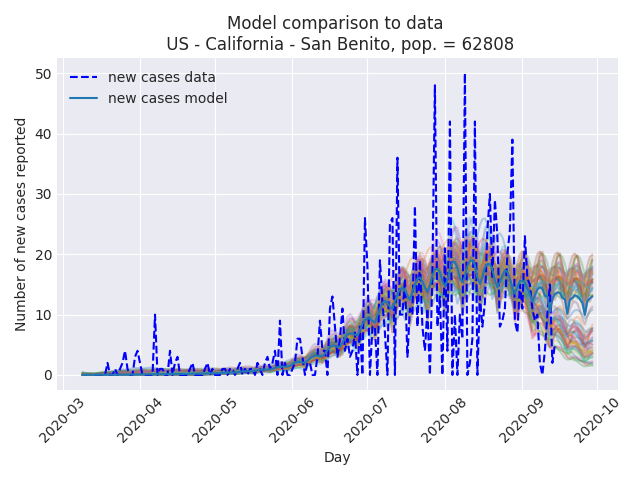 Model comparison to data
US - California - San Benito, pop. = 62808
new cases data
new cases model
Number of new cases reported
50
40
30
20
10
0
2020-03
2020-04
2020-05
2020-06
2020-07
2020-08
2020-09
2020-10
Day